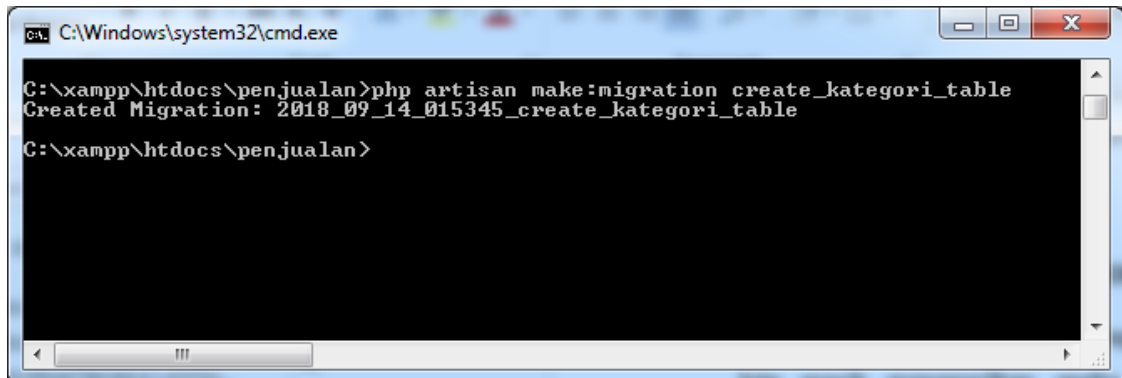 C:\Windows\system32\cmd.exe
C:\xampp\htdocs\penjualan>php artisan make:migration create_kategori_table
Created Migration: 2018_09_14_015345_create_kategori_table
C:\xampp\htdocs\penjualan>